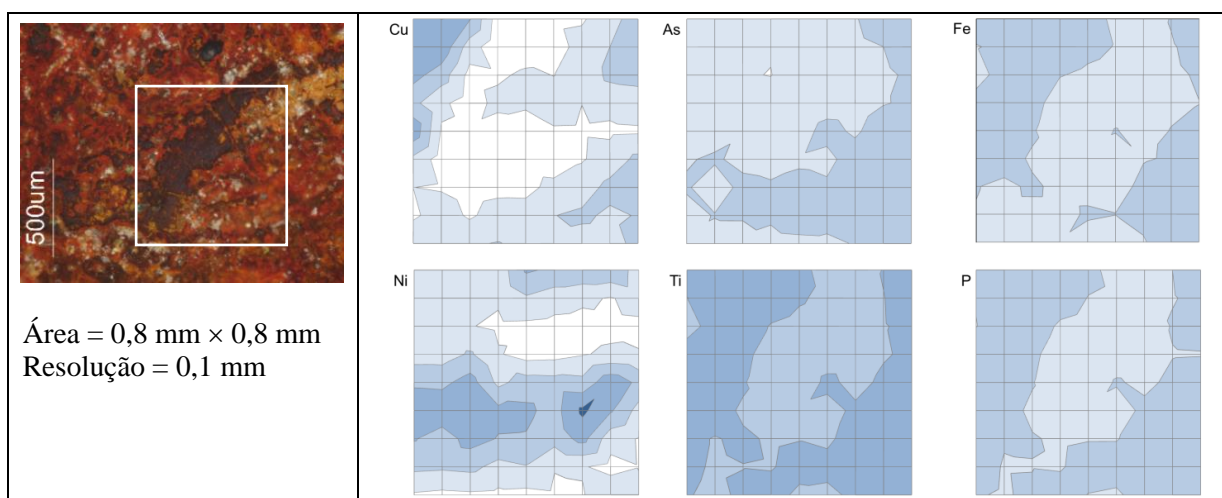 500um
Área = 0,8 mm × 0,8 mm
Resolução = 0,1 mm
Cu
As
Fe
Ni
Ti
P